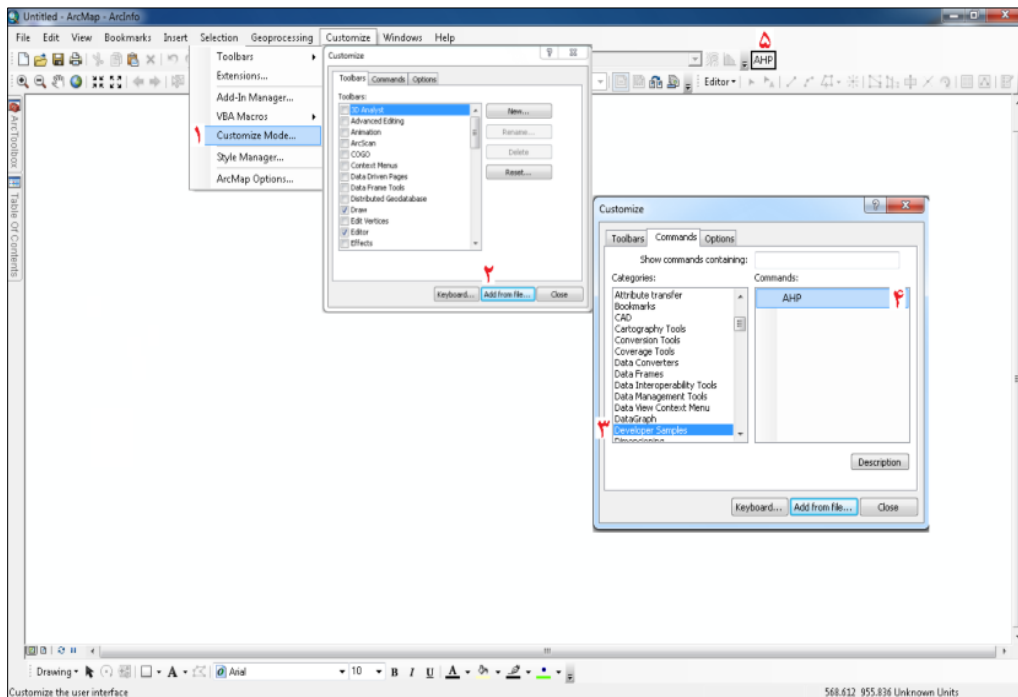 Untitled - ArcMap - ArcInfo
File Edit View Bookmarks Insert Selection Geoprocessing Customize Windows Help
۵
AHP
Editor
Toolbars
Extensions...
Add-In Manager...
VBA Macros
۱ Customize Mode...
Style Manager...
ArcMap Options...
ArcToolbox
Table Of Contents
Customize
Toolbars Commands Options
Toolbars:
3D Analyst
Advanced Editing
Animation
ArcScan
COGO
Context Menus
Data Driven Pages
Data Frame Tools
Distributed Geodatabase
Draw
Edit Vertices
Editor
Effects
New...
Rename...
Delete
Reset...
۲
Keyboard... Add from file... Close
Customize
Toolbars Commands Options
Show commands containing:
Categories: Commands:
Attribute transfer
Bookmarks
CAD
Cartography Tools
Conversion Tools
Coverage Tools
Data Converters
Data Frames
Data Interoperability Tools
Data Management Tools
Data View Context Menu
DataGraph
۳ Developer Samples
Dimensioning
AHP ۴
Description
Keyboard... Add from file... Close
Drawing A Arial 10 B I U A
Customize the user interface 568.612 955.836 Unknown Units